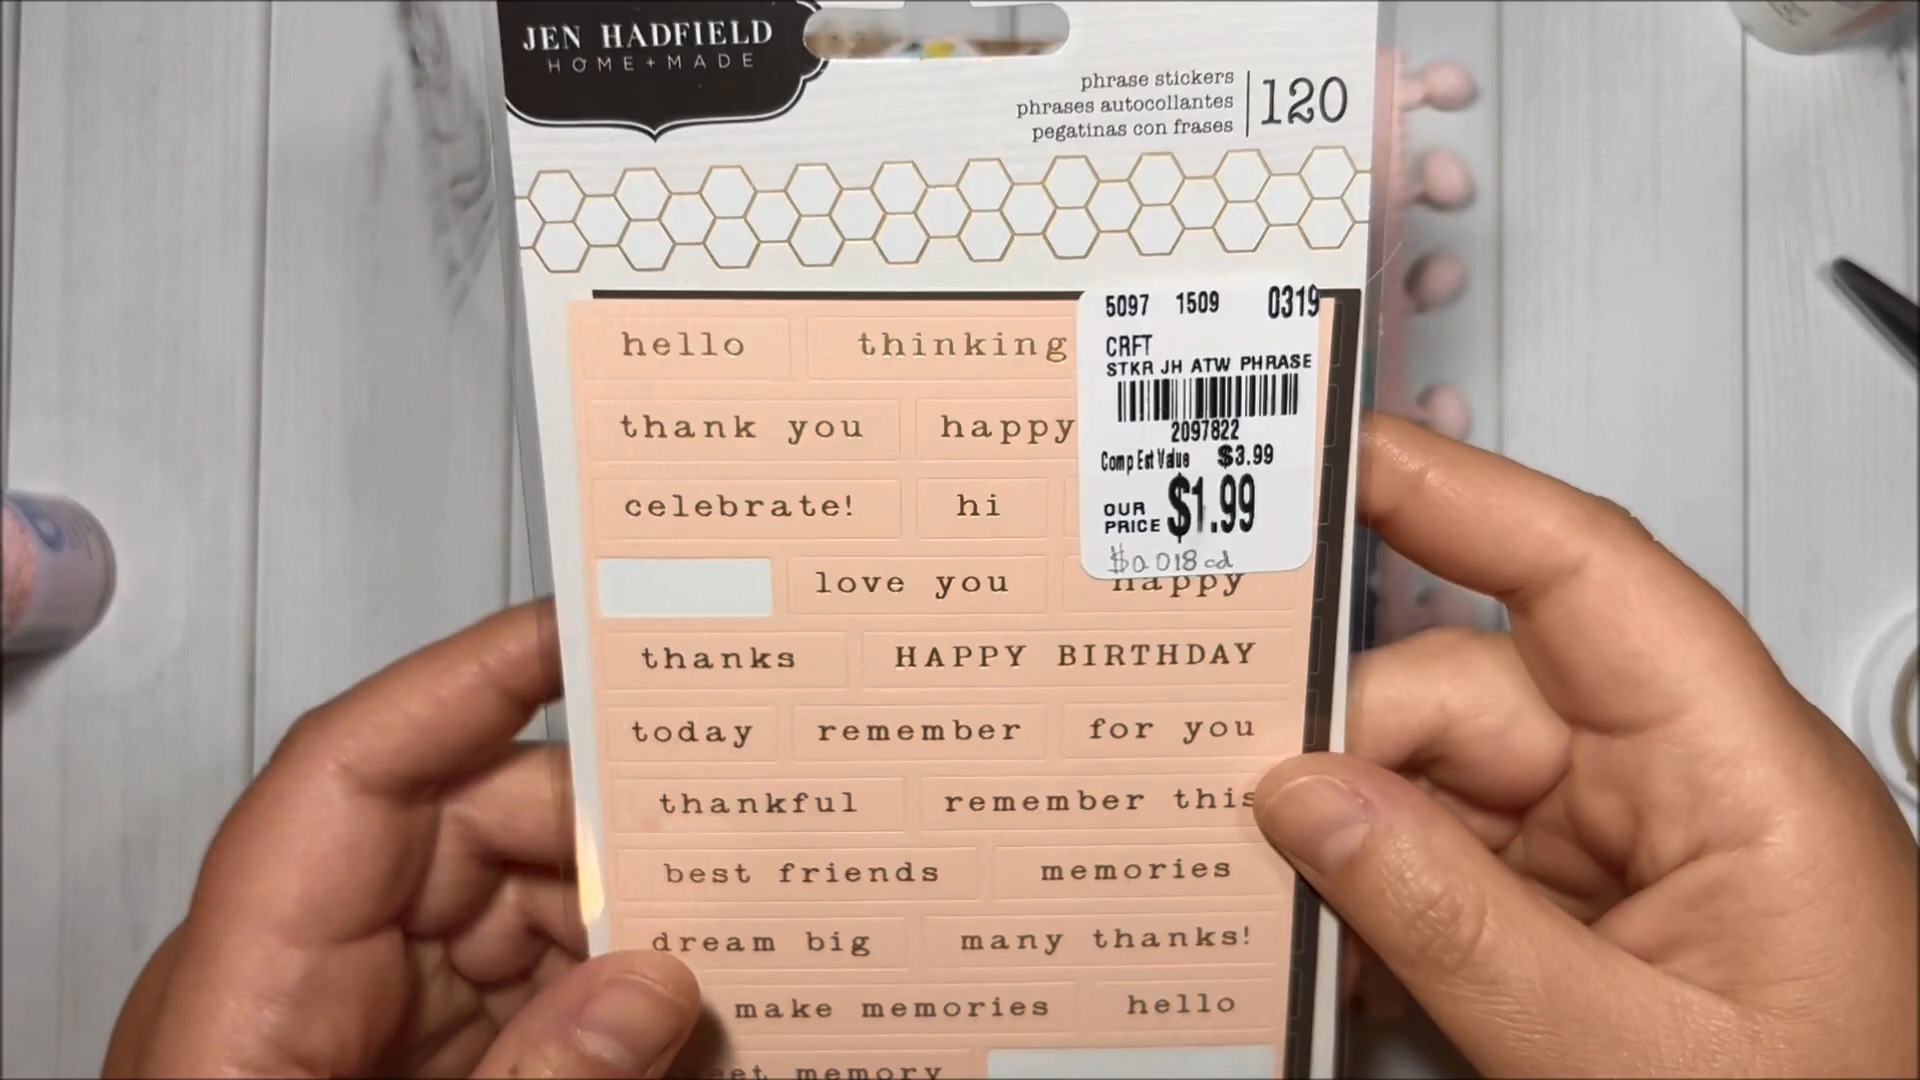 JEN HADFIELD
HOME+MADE
phrase stickers
phrases autocollantes
pegatinas con frases
120
5097 1509 0319
CRFT
STKR JH ATW PHRASE
2097822
Comp Est Value $3.99
OUR PRICE $1.99
$0.018 cd
hello thinking
thank you happy
celebrate! hi
love you happy
thanks HAPPY BIRTHDAY
today remember for you
thankful remember this
best friends memories
dream big many thanks!
make memories hello
memory